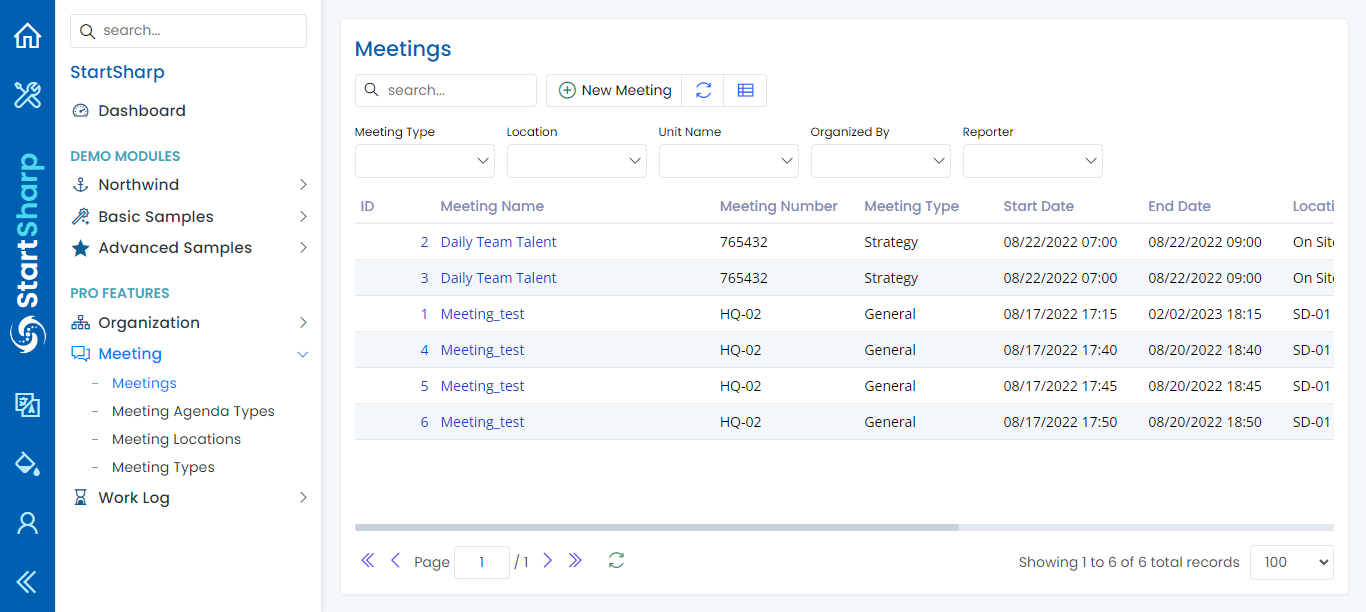 StartSharp
search...
StartSharp
Dashboard
DEMO MODULES
Northwind
Basic Samples
Advanced Samples
PRO FEATURES
Organization
Meeting
- Meetings
- Meeting Agenda Types
- Meeting Locations
- Meeting Types
Work Log
Meetings
search...
New Meeting
Meeting Type Location Unit Name Organized By Reporter
ID Meeting Name Meeting Number Meeting Type Start Date End Date Locati
2 Daily Team Talent 765432 Strategy 08/22/2022 07:00 08/22/2022 09:00 On Site
3 Daily Team Talent 765432 Strategy 08/22/2022 07:00 08/22/2022 09:00 On Site
1 Meeting_test HQ-02 General 08/17/2022 17:15 02/02/2023 18:15 SD-01
4 Meeting_test HQ-02 General 08/17/2022 17:40 08/20/2022 18:40 SD-01
5 Meeting_test HQ-02 General 08/17/2022 17:45 08/20/2022 18:45 SD-01
6 Meeting_test HQ-02 General 08/17/2022 17:50 08/20/2022 18:50 SD-01
Page 1 / 1
Showing 1 to 6 of 6 total records 100